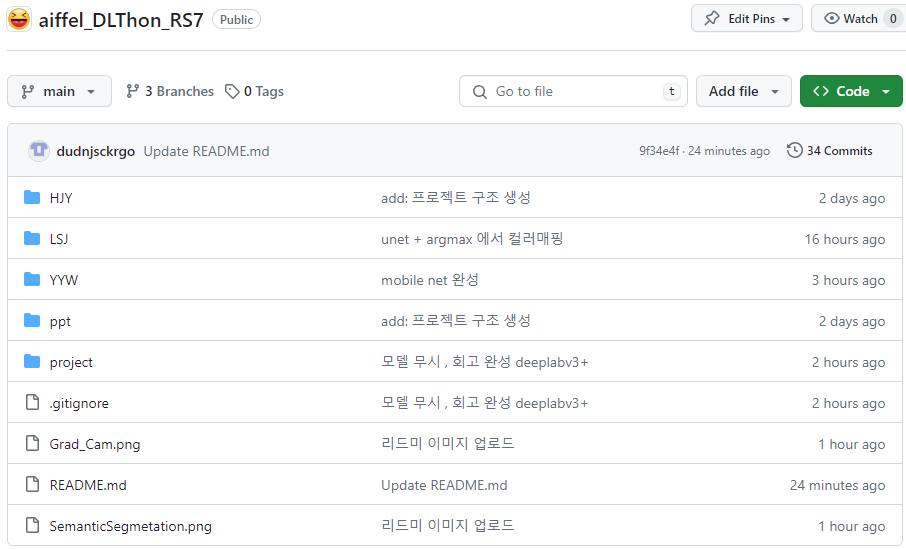 aiffel_DLThon_RS7 Public Edit Pins Watch 0
main 3 Branches 0 Tags Go to file t Add file Code
dudnjsckrgo Update README.md 9f34e4f · 24 minutes ago 34 Commits
HJY add: 프로젝트 구조 생성 2 days ago
LSJ unet + argmax 에서 컬러매핑 16 hours ago
YYW mobile net 완성 3 hours ago
ppt add: 프로젝트 구조 생성 2 days ago
project 모델 무시 , 회고 완성 deeplabv3+ 2 hours ago
.gitignore 모델 무시 , 회고 완성 deeplabv3+ 2 hours ago
Grad_Cam.png 리드미 이미지 업로드 1 hour ago
README.md Update README.md 24 minutes ago
SemanticSegmetation.png 리드미 이미지 업로드 1 hour ago